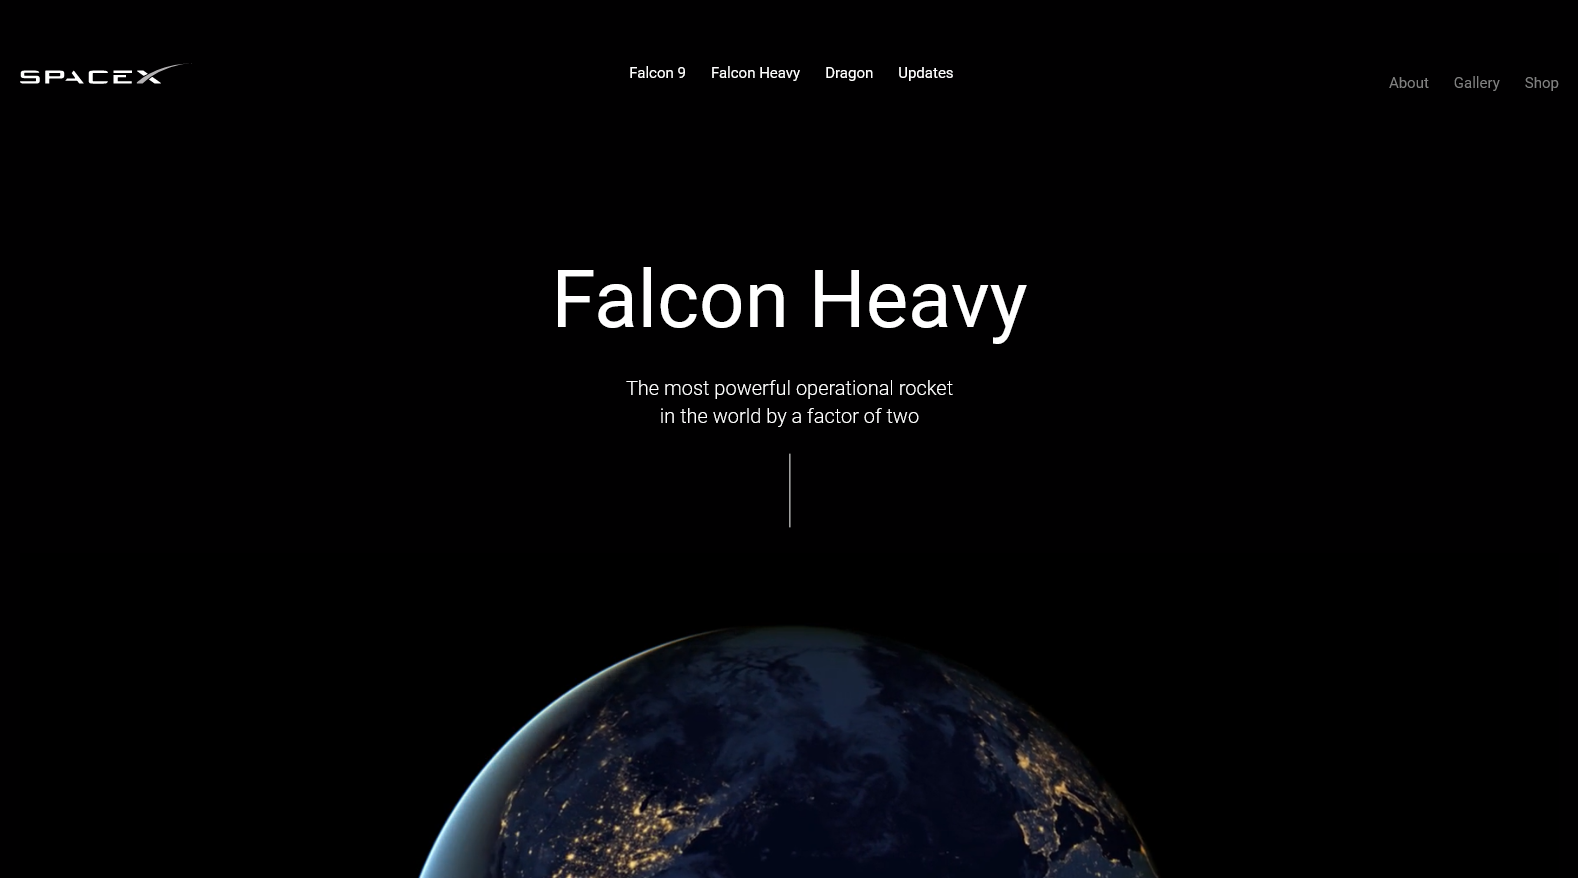 SPACEX
Falcon 9 Falcon Heavy Dragon Updates
About Gallery Shop
Falcon Heavy
The most powerful operational rocket
in the world by a factor of two